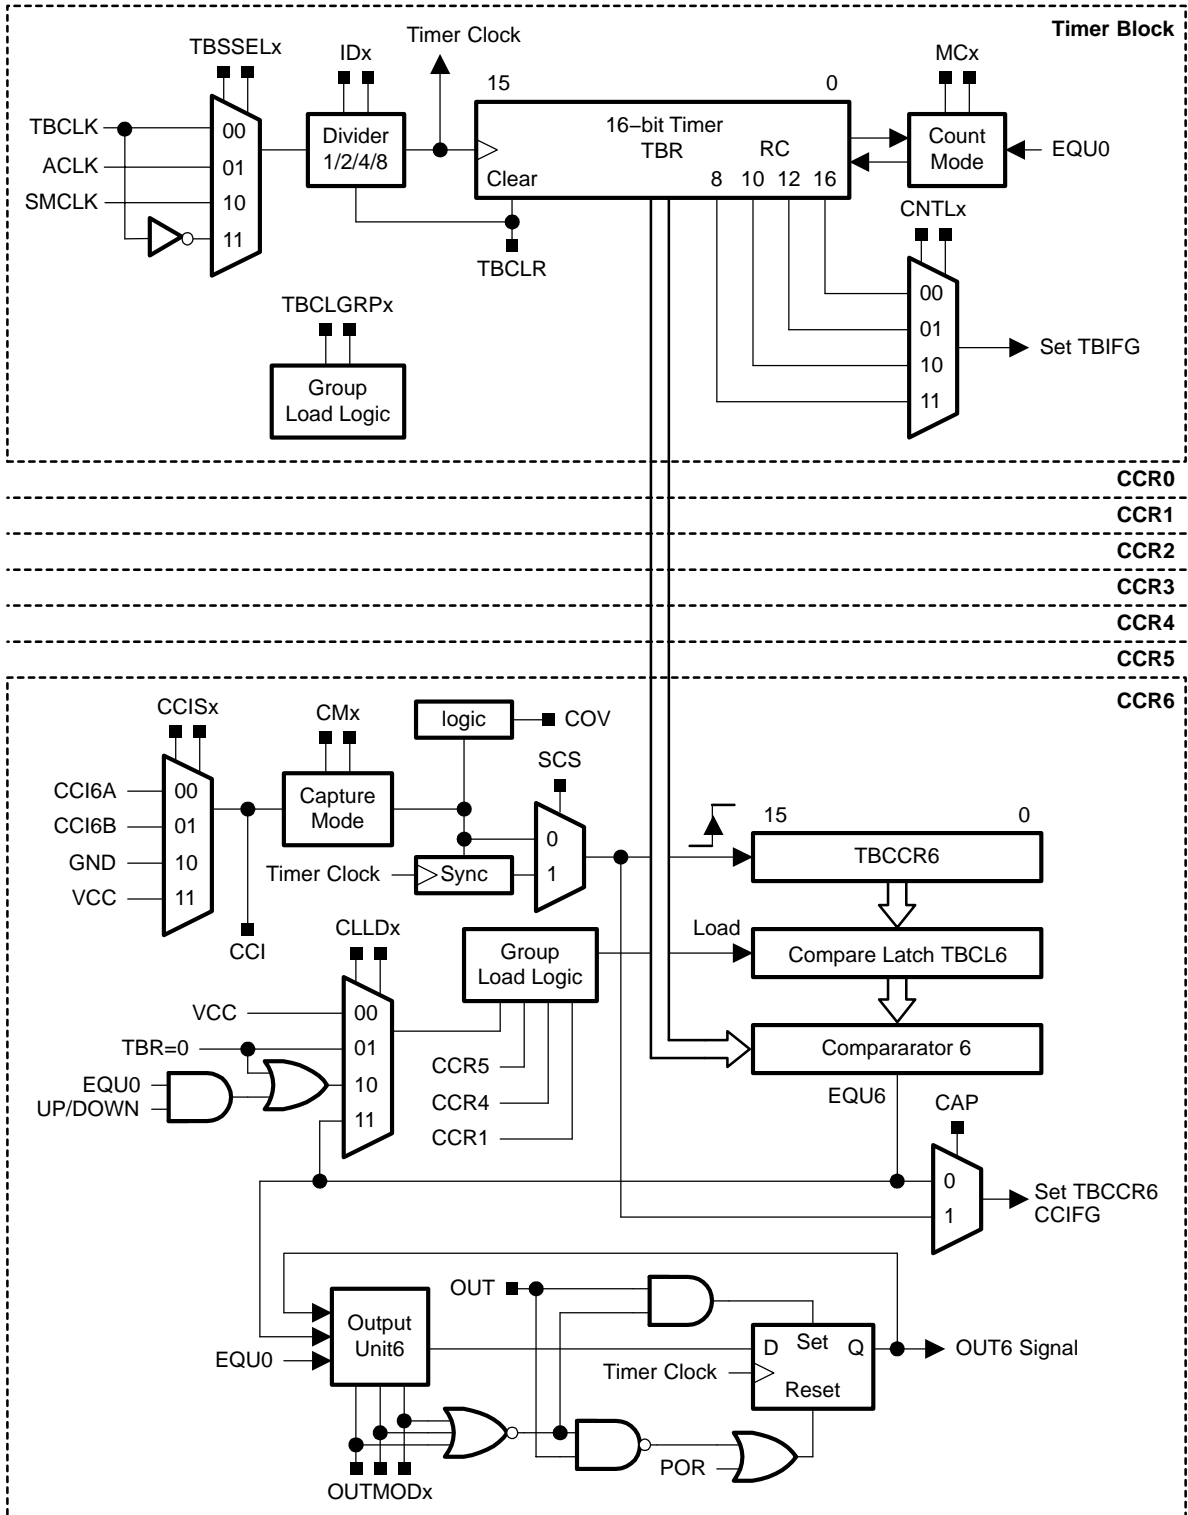 Timer Block
TBSSELx
IDx
Timer Clock
15
0
MCx
TBCLK
ACLK
SMCLK
00
01
10
11
Divider
1/2/4/8
16−bit Timer
TBR
RC
Clear
8 10 12 16
Count
Mode
EQU0
TBCLR
CNTLx
00
01
10
11
Set TBIFG
TBCLGRPx
Group
Load Logic
CCR0
CCR1
CCR2
CCR3
CCR4
CCR5
CCR6
CCISx
CMx
logic
COV
SCS
CCI6A
CCI6B
GND
VCC
00
01
10
11
Capture
Mode
Timer Clock
Sync
0
1
15
0
TBCCR6
CCI
CLLDx
Group
Load Logic
Load
Compare Latch TBCL6
VCC
TBR=0
EQU0
UP/DOWN
00
01
10
11
CCR5
CCR4
CCR1
Compararator 6
EQU6
CAP
0
1
Set TBCCR6
CCIFG
OUT
Output
Unit6
EQU0
D
Set
Q
Timer Clock
Reset
OUT6 Signal
POR
OUTMODx